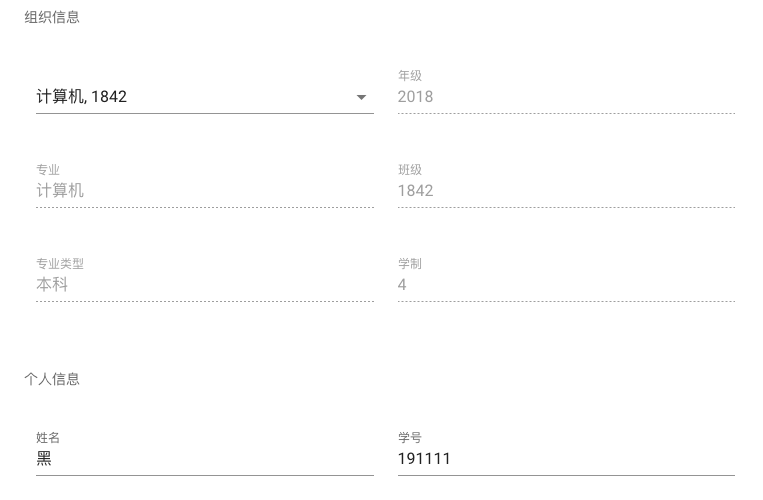 组织信息
年级
计算机, 1842
2018
专业
班级
计算机
1842
专业类型
学制
本科
4
个人信息
姓名
学号
黑
191111